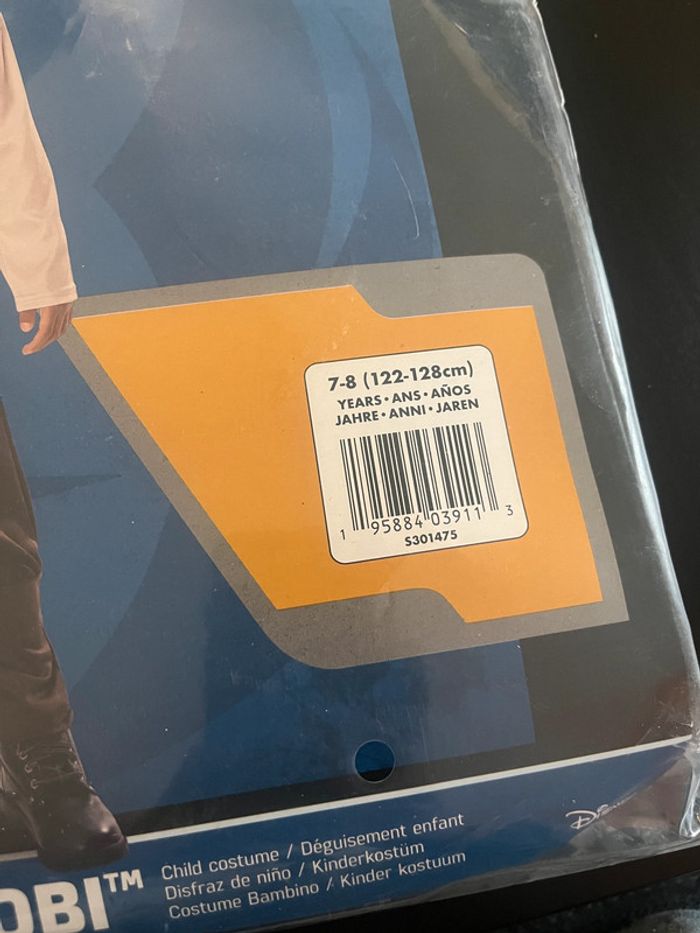 7-8 (122-128cm)
YEARS • ANS • AÑOS
JAHRE • ANNI • JAREN
1 95884 03911 3
S301475
OBI™
Child costume / Déguisement enfant
Disfraz de niño / Kinderkostüm
Costume Bambino / Kinder kostuum